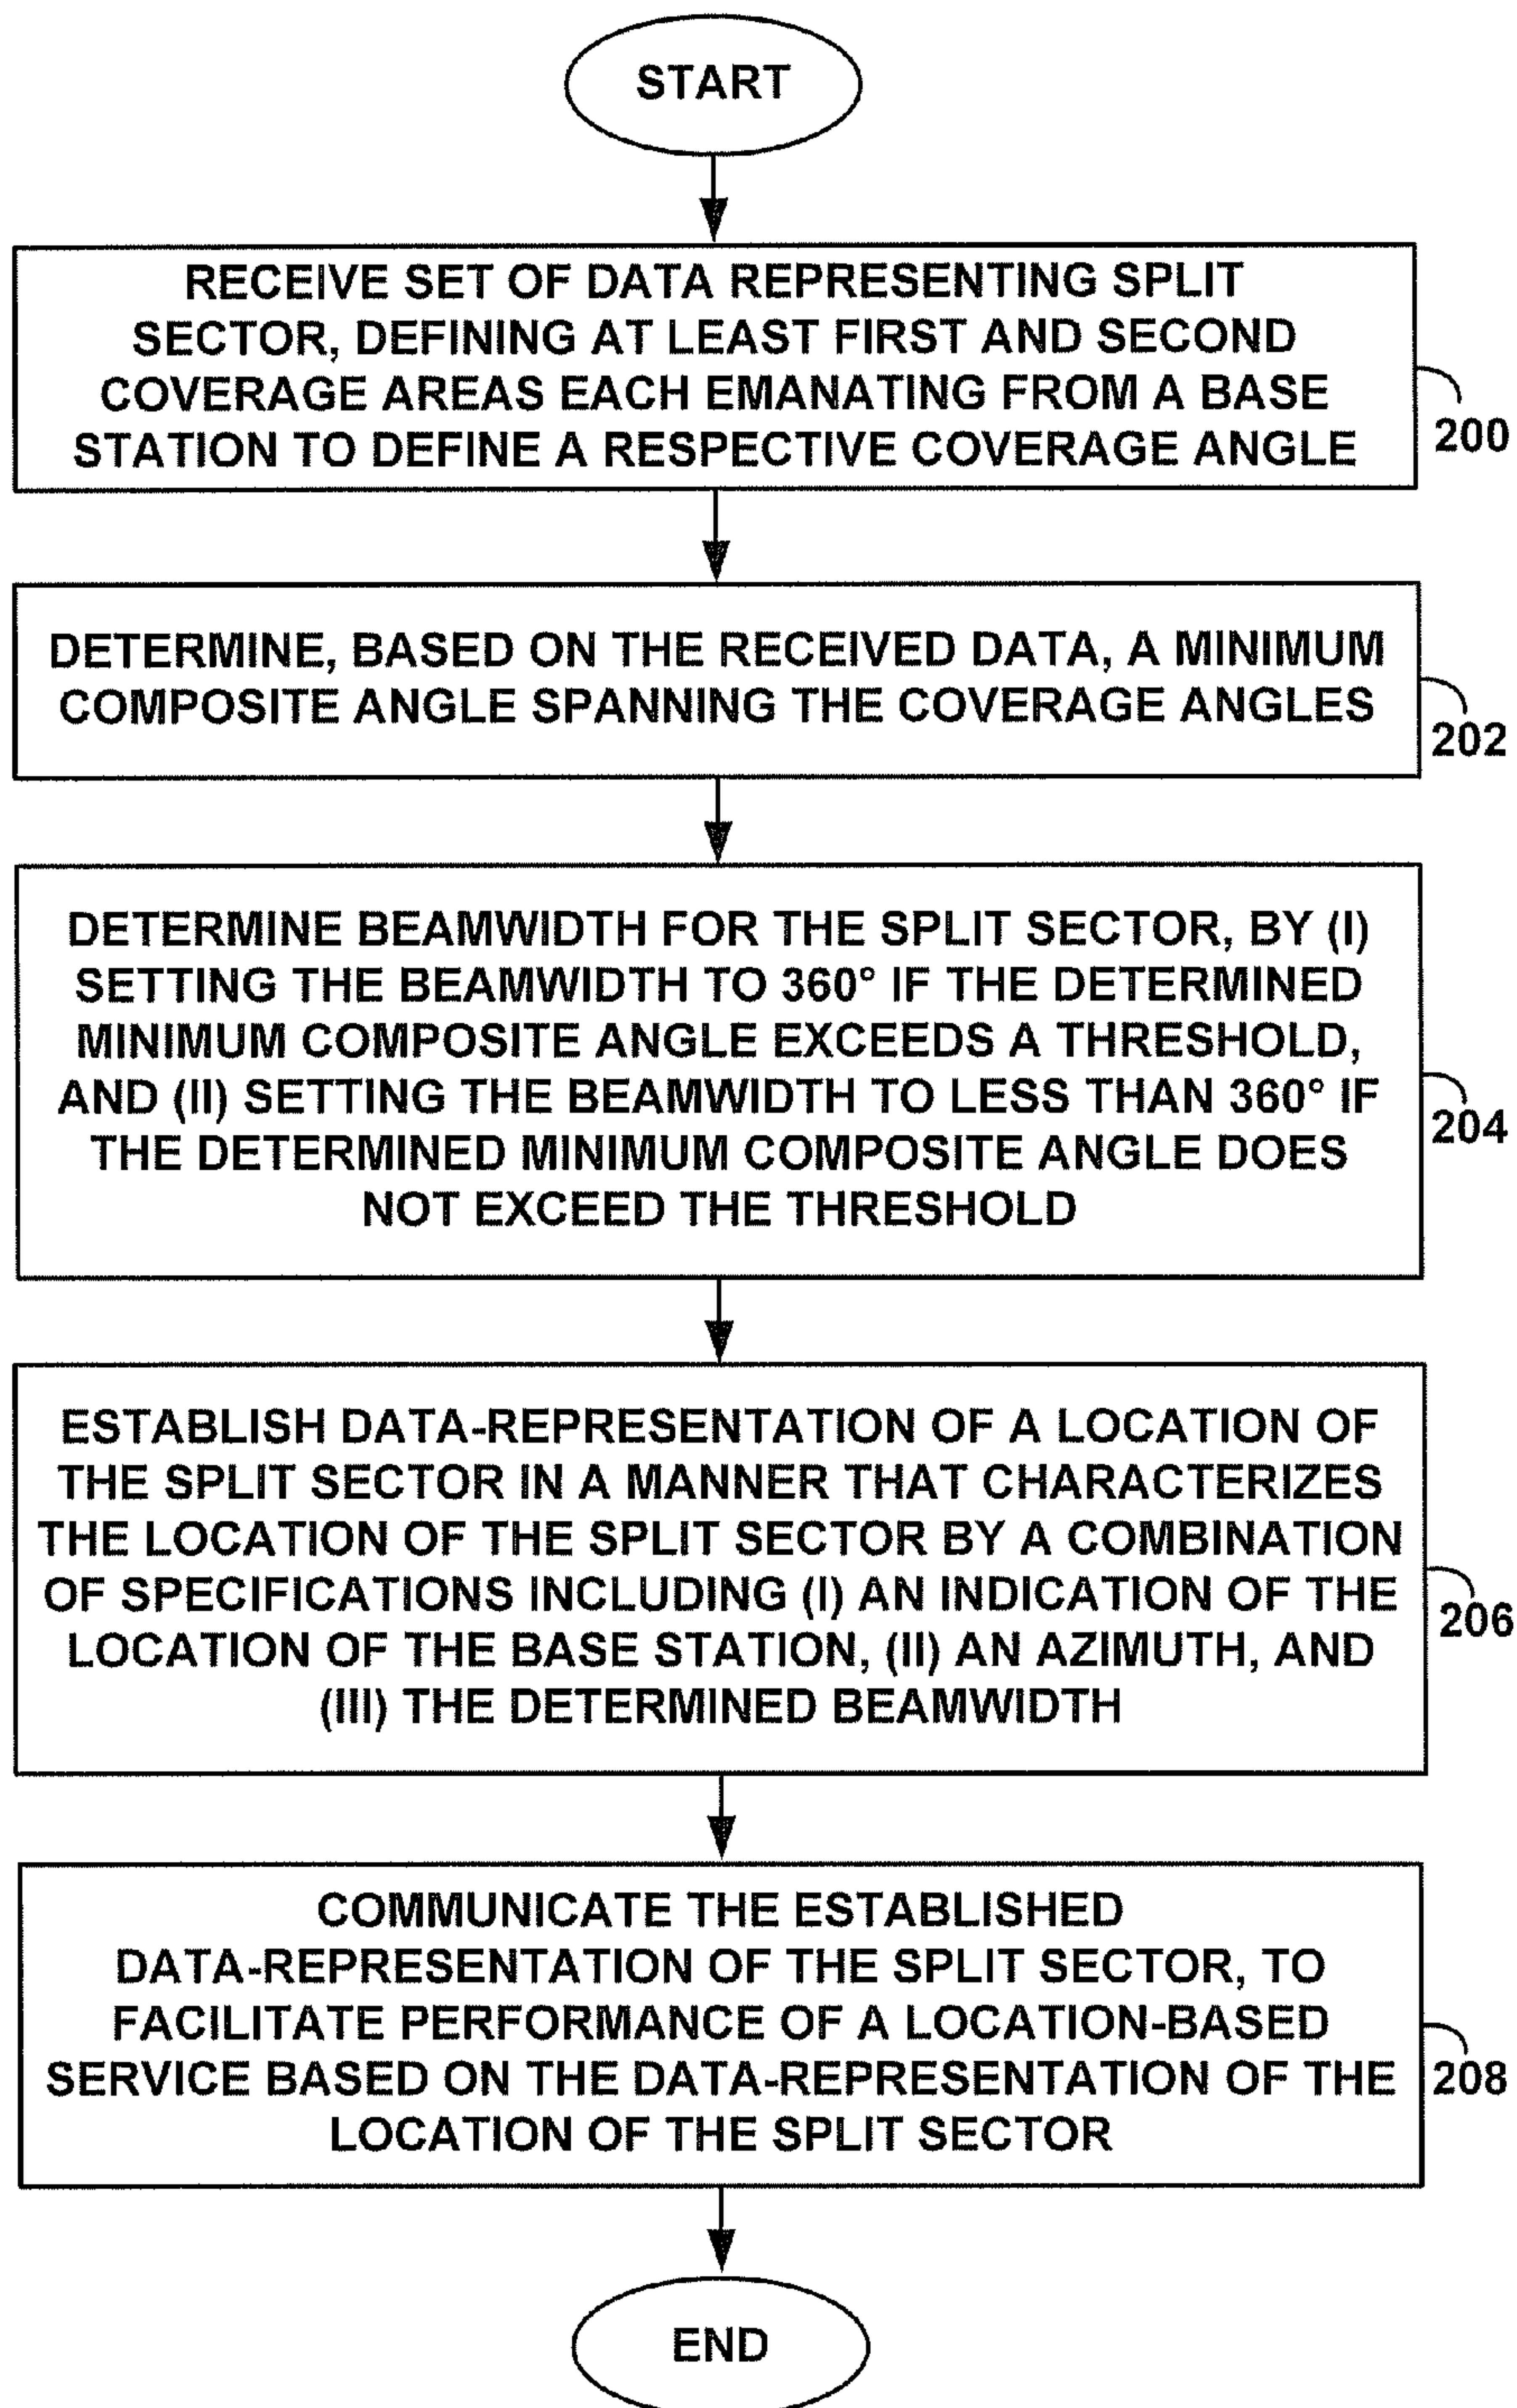 START
RECEIVE SET OF DATA REPRESENTING SPLIT
SECTOR, DEFINING AT LEAST FIRST AND SECOND
COVERAGE AREAS EACH EMANATING FROM A BASE
STATION TO DEFINE A RESPECTIVE COVERAGE ANGLE
200
DETERMINE, BASED ON THE RECEIVED DATA, A MINIMUM
COMPOSITE ANGLE SPANNING THE COVERAGE ANGLES
202
DETERMINE BEAMWIDTH FOR THE SPLIT SECTOR, BY (I)
SETTING THE BEAMWIDTH TO 360° IF THE DETERMINED
MINIMUM COMPOSITE ANGLE EXCEEDS A THRESHOLD,
AND (II) SETTING THE BEAMWIDTH TO LESS THAN 360° IF
THE DETERMINED MINIMUM COMPOSITE ANGLE DOES
NOT EXCEED THE THRESHOLD
204
ESTABLISH DATA-REPRESENTATION OF A LOCATION OF
THE SPLIT SECTOR IN A MANNER THAT CHARACTERIZES
THE LOCATION OF THE SPLIT SECTOR BY A COMBINATION
OF SPECIFICATIONS INCLUDING (I) AN INDICATION OF THE
LOCATION OF THE BASE STATION, (II) AN AZIMUTH, AND
(III) THE DETERMINED BEAMWIDTH
206
COMMUNICATE THE ESTABLISHED
DATA-REPRESENTATION OF THE SPLIT SECTOR, TO
FACILITATE PERFORMANCE OF A LOCATION-BASED
SERVICE BASED ON THE DATA-REPRESENTATION OF THE
LOCATION OF THE SPLIT SECTOR
208
END